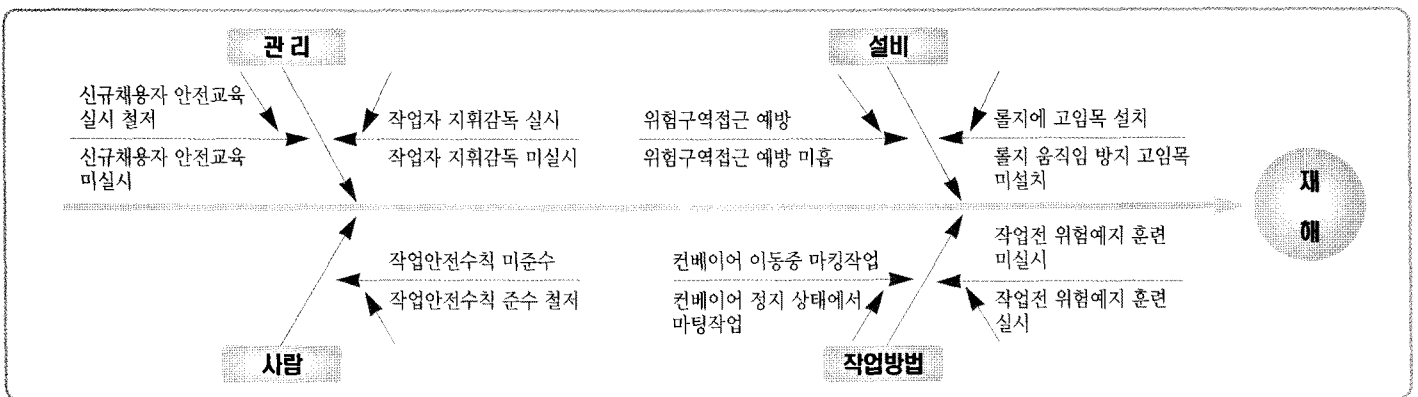 관 리
신규채용자 안전교육
실시 철저
신규채용자 안전교육
미실시
작업자 지휘감독 실시
작업자 지휘감독 미실시
설비
위험구역접근 예방
위험구역접근 예방 미흡
롤지에 고임목 설치
롤지 움직임 방지 고임목
미설치
재
해
작업안전수칙 미준수
작업안전수칙 준수 철저
사람
컨베이어 이동중 마킹작업
컨베이어 정지 상태에서
마팅작업
작업전 위험예지 훈련
미실시
작업전 위험예지 훈련
실시
작업방법